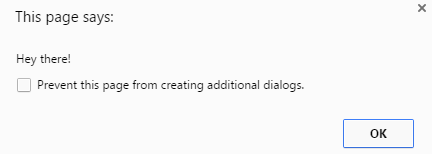 This page says:
Hey there!
Prevent this page from creating additional dialogs.
OK